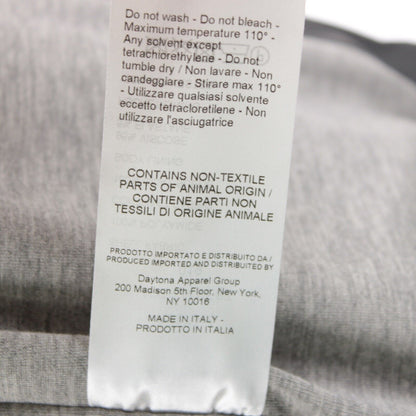 Do not wash - Do not bleach -
Maximum temperature 110° -
Any solvent except
tetrachlorethylene - Do not
tumble dry / Non lavare - Non
candeggiare - Stirare max 110°
- Utilizzare qualsiasi solvente
eccetto tetracloretilene - Non
utilizzare l'asciugatrice
CONTAINS NON-TEXTILE
PARTS OF ANIMAL ORIGIN /
CONTIENE PARTI NON
TESSILI DI ORIGINE ANIMALE
PRODOTTO IMPORTATO E DISTRIBUITO DA /
PRODUCED IMPORTED AND DISTRIBUTED BY
Daytona Apparel Group
200 Madison 5th Floor, New York,
NY 10016
MADE IN ITALY -
PRODOTTO IN ITALIA